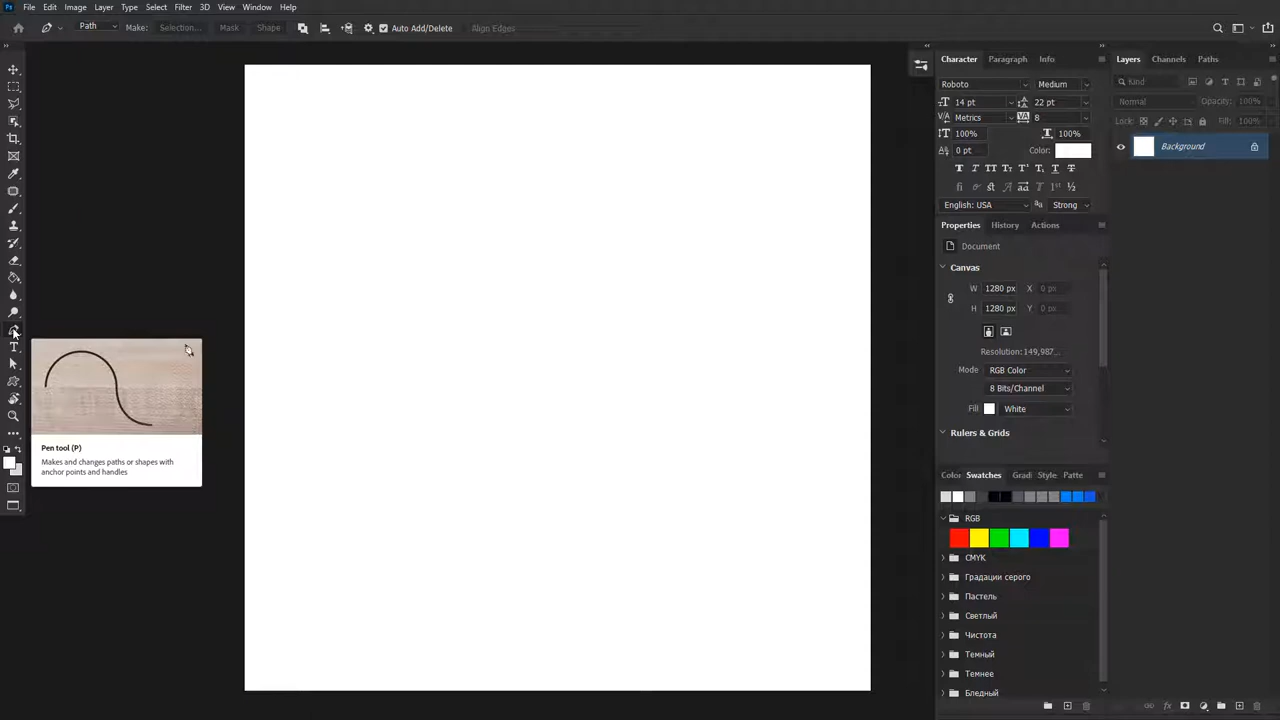 Ps File Edit Image Layer Type Select Filter 3D View Window Help
Path Make: Selection... Mask Shape Auto Add/Delete Align Edges
Character Paragraph Info
Roboto Medium
14 pt 22 pt
Metrics 8
100% 100%
0 pt Color:
English: USA Strong
Properties History Actions
Document
Canvas
W 1280 px X 0 px
H 1280 px Y 0 px
Resolution: 149,987...
Mode RGB Color
8 Bits/Channel
Fill White
Rulers & Grids
Color Swatches Gradi Style Patte
RGB
CMYK
Градации серого
Пастель
Светлый
Чистота
Темный
Темнее
Бледный
Layers Channels Paths
Kind
Normal Opacity: 100%
Lock: Fill: 100%
Background
Pen tool (P)
Makes and changes paths or shapes with
anchor points and handles